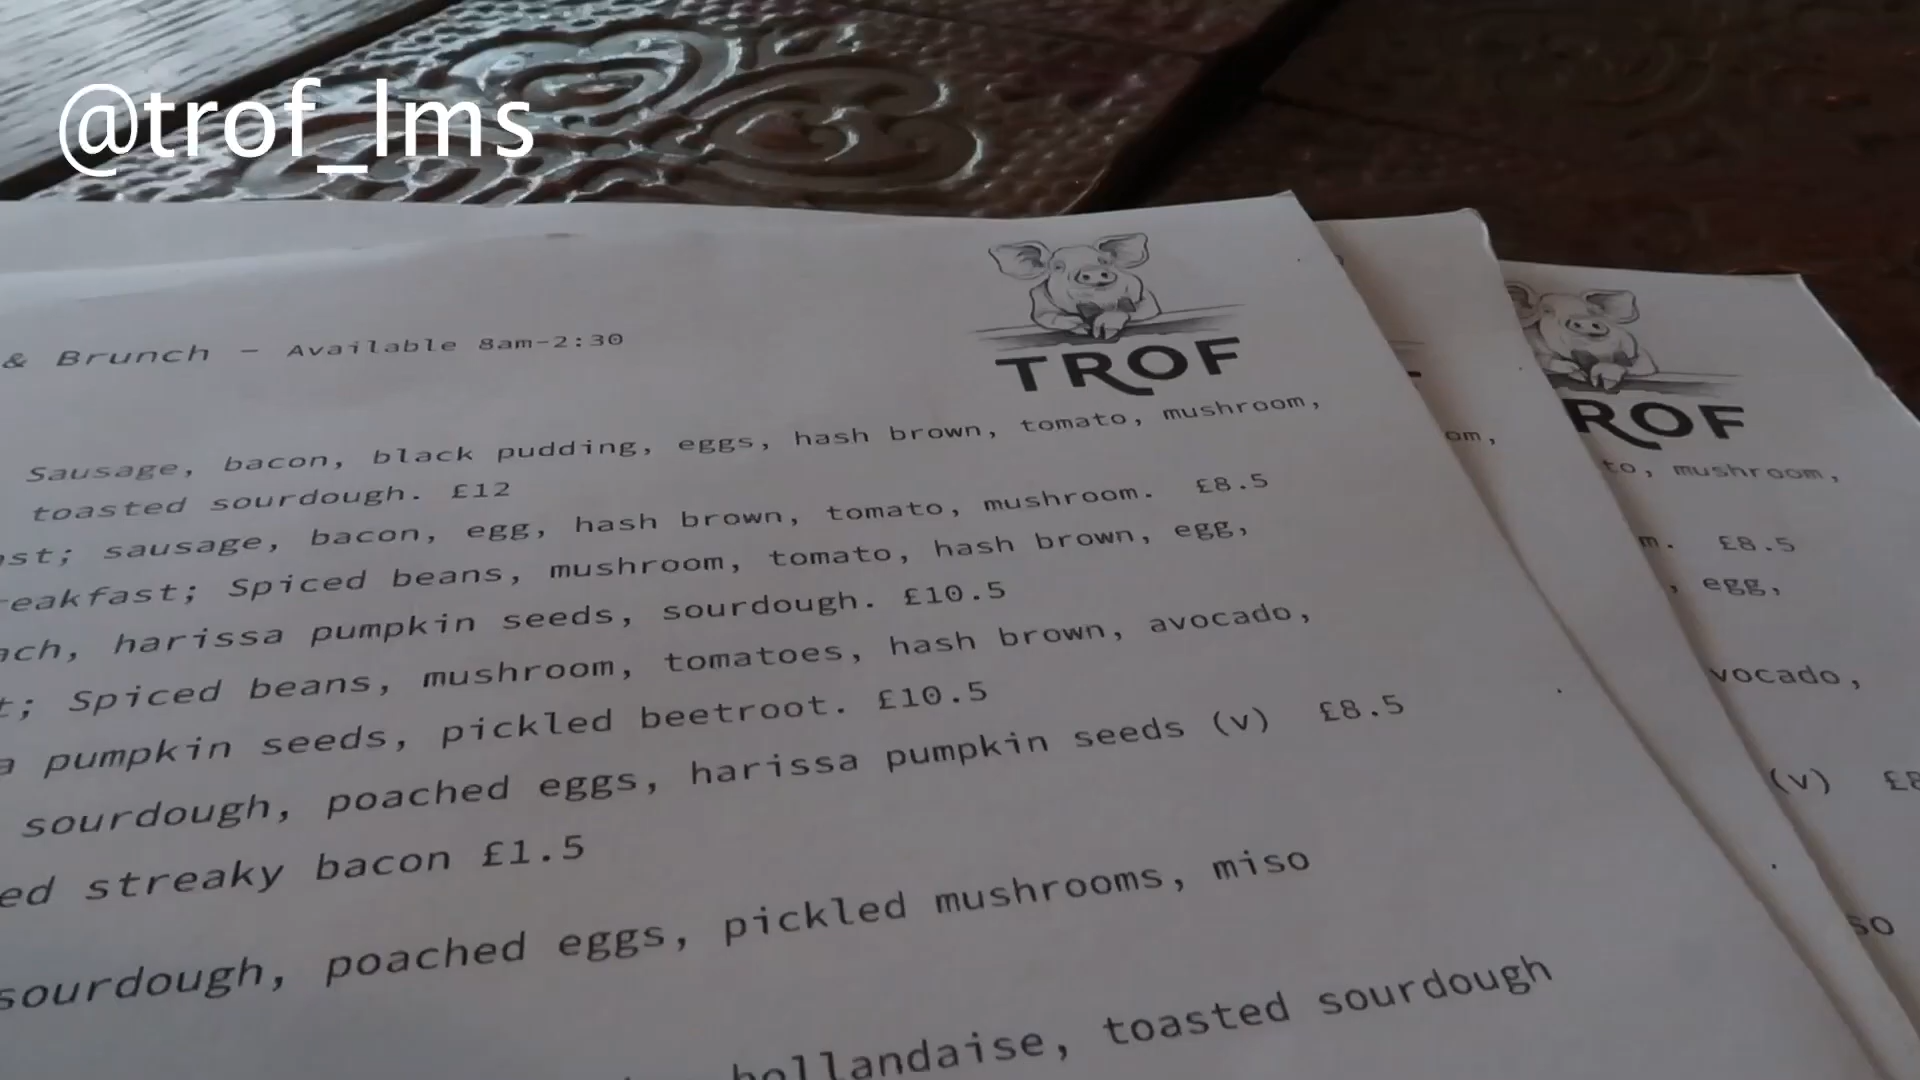 @trof_lms
TROF
& Brunch - Available 8am-2:30
Sausage, bacon, black pudding, eggs, hash brown, tomato, mushroom,
toasted sourdough. £12
sausage, bacon, egg, hash brown, tomato, mushroom. £8.5
Spiced beans, mushroom, tomato, hash brown, egg,
harissa pumpkin seeds, sourdough. £10.5
Spiced beans, mushroom, tomatoes, hash brown, avocado,
pumpkin seeds, pickled beetroot. £10.5
sourdough, poached eggs, harissa pumpkin seeds (v) £8.5
streaky bacon £1.5
sourdough, poached eggs, pickled mushrooms, miso
hollandaise, toasted sourdough
ROF
mushroom,
£8.5
egg,
(v)